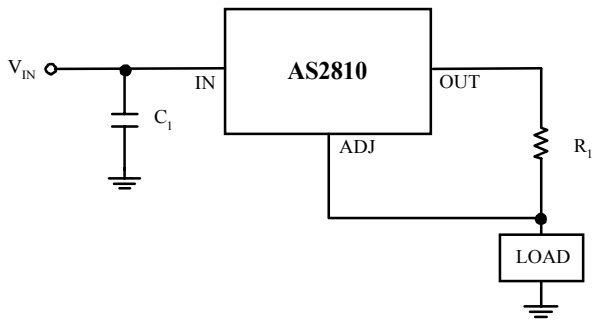 V_IN
IN
AS2810
OUT
C_1
ADJ
R_1
LOAD